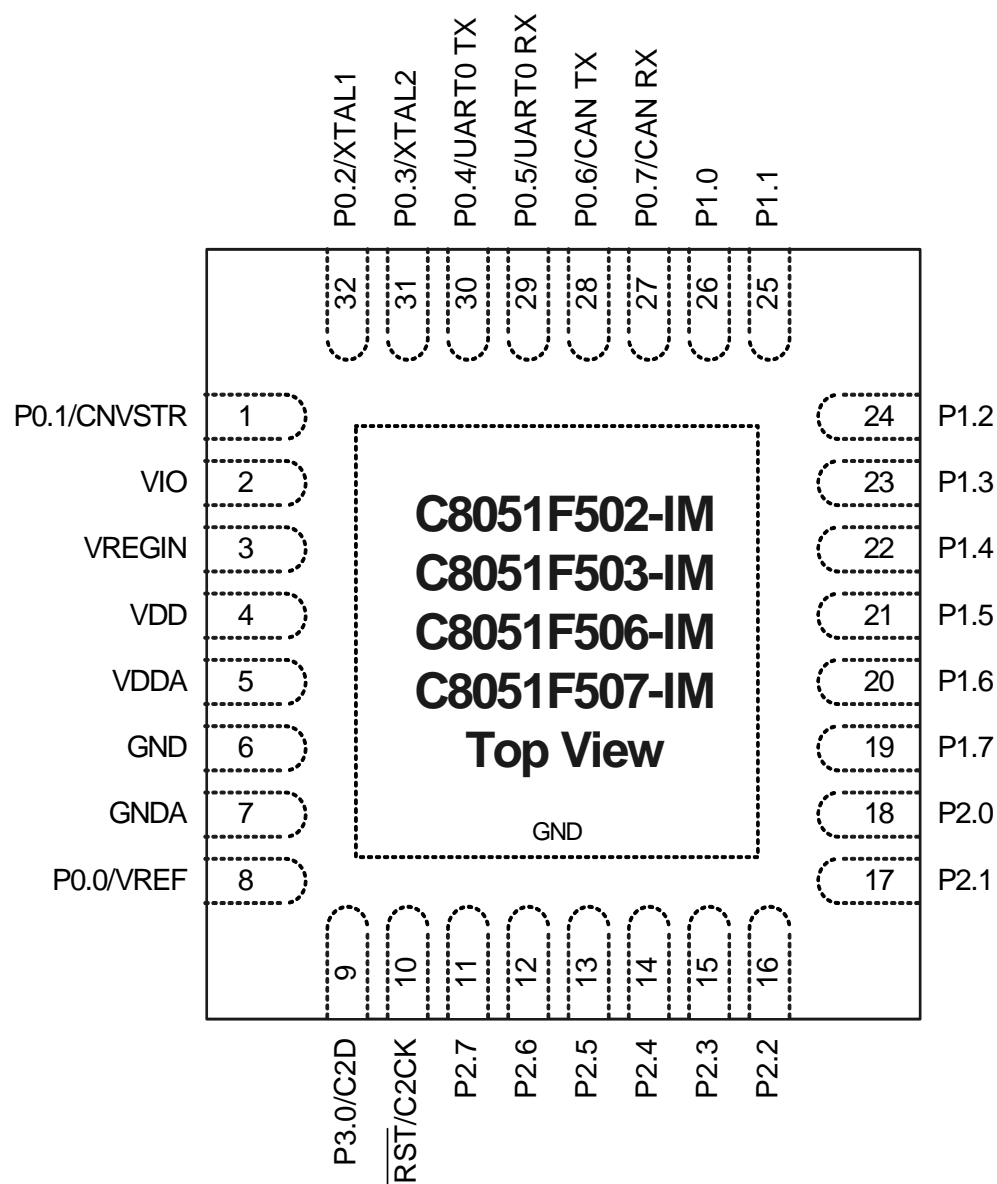 P0.2/XTAL1
P0.3/XTAL2
P0.4/UART0 TX
P0.5/UART0 RX
P0.6/CAN TX
P0.7/CAN RX
P1.0
P1.1
32
31
30
29
28
27
26
25
P0.1/CNVSTR
1
VIO
2
VREGIN
3
VDD
4
VDDA
5
GND
6
GNDA
7
P0.0/VREF
8
C8051F502-IM
C8051F503-IM
C8051F506-IM
C8051F507-IM
Top View
GND
24
P1.2
23
P1.3
22
P1.4
21
P1.5
20
P1.6
19
P1.7
18
P2.0
17
P2.1
9
10
11
12
13
14
15
16
P3.0/C2D
RST/C2CK
P2.7
P2.6
P2.5
P2.4
P2.3
P2.2